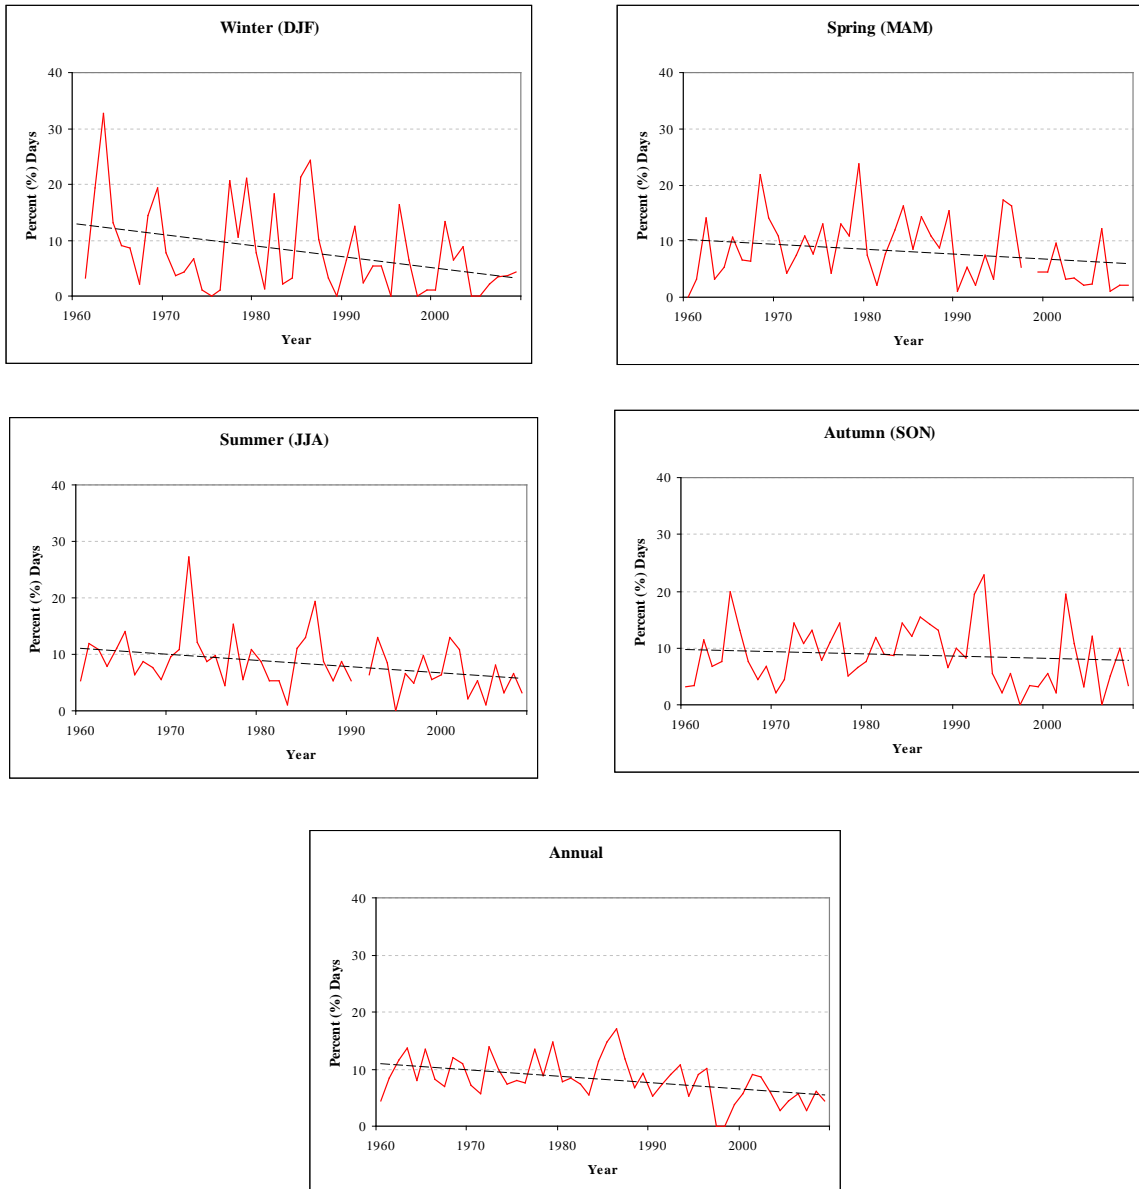 Winter (DJF)
Percent (%) Days
40
30
20
10
0
1960 1970 1980 1990 2000
Year
Spring (MAM)
Percent (%) Days
40
30
20
10
0
1960 1970 1980 1990 2000
Year
Summer (JJA)
Percent (%) Days
40
30
20
10
0
1960 1970 1980 1990 2000
Year
Autumn (SON)
Percent (%) Days
40
30
20
10
0
1960 1970 1980 1990 2000
Year
Annual
Percent (%) Days
40
30
20
10
0
1960 1970 1980 1990 2000
Year